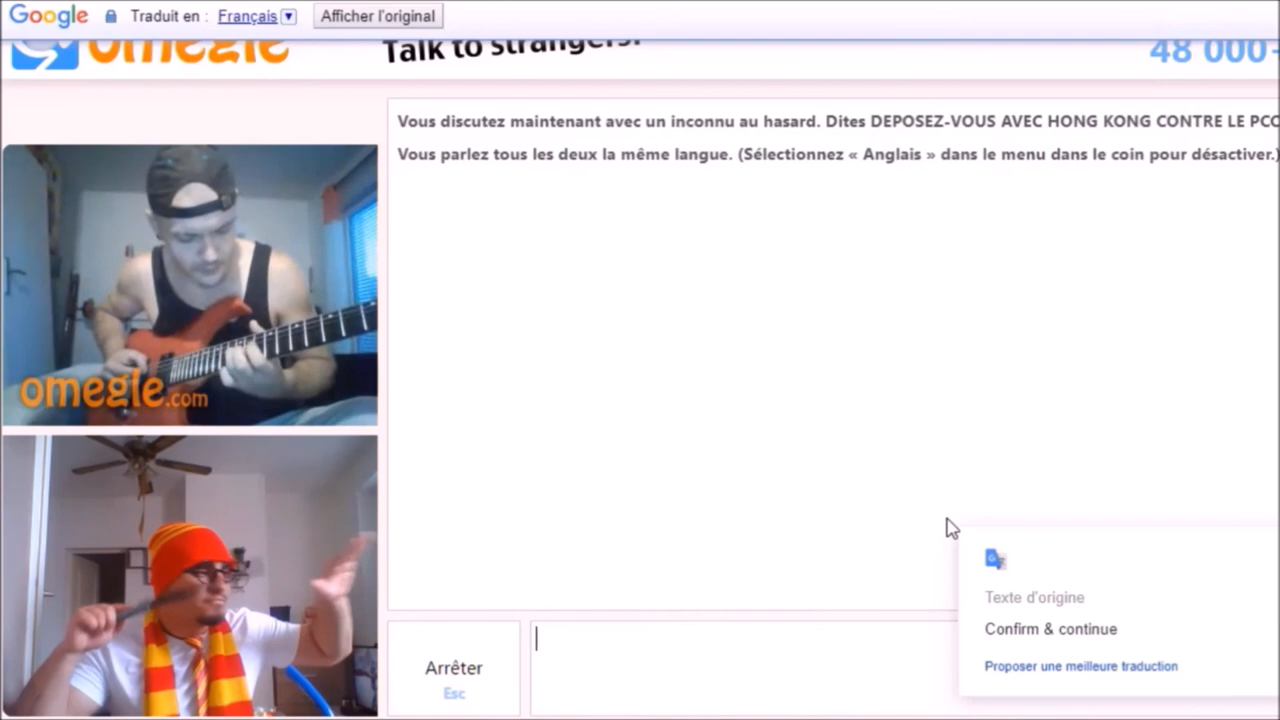 Google Traduit en : Français Afficher l'original
omegle Talk to strangers! 48 000+
Vous discutez maintenant avec un inconnu au hasard. Dites DEPOSEZ-VOUS AVEC HONG KONG CONTRE LE PCC
Vous parlez tous les deux la même langue. (Sélectionnez « Anglais » dans le menu dans le coin pour désactiver.)
omegle.com
Texte d'origine
Confirm & continue
Proposer une meilleure traduction
Arrêter
Esc